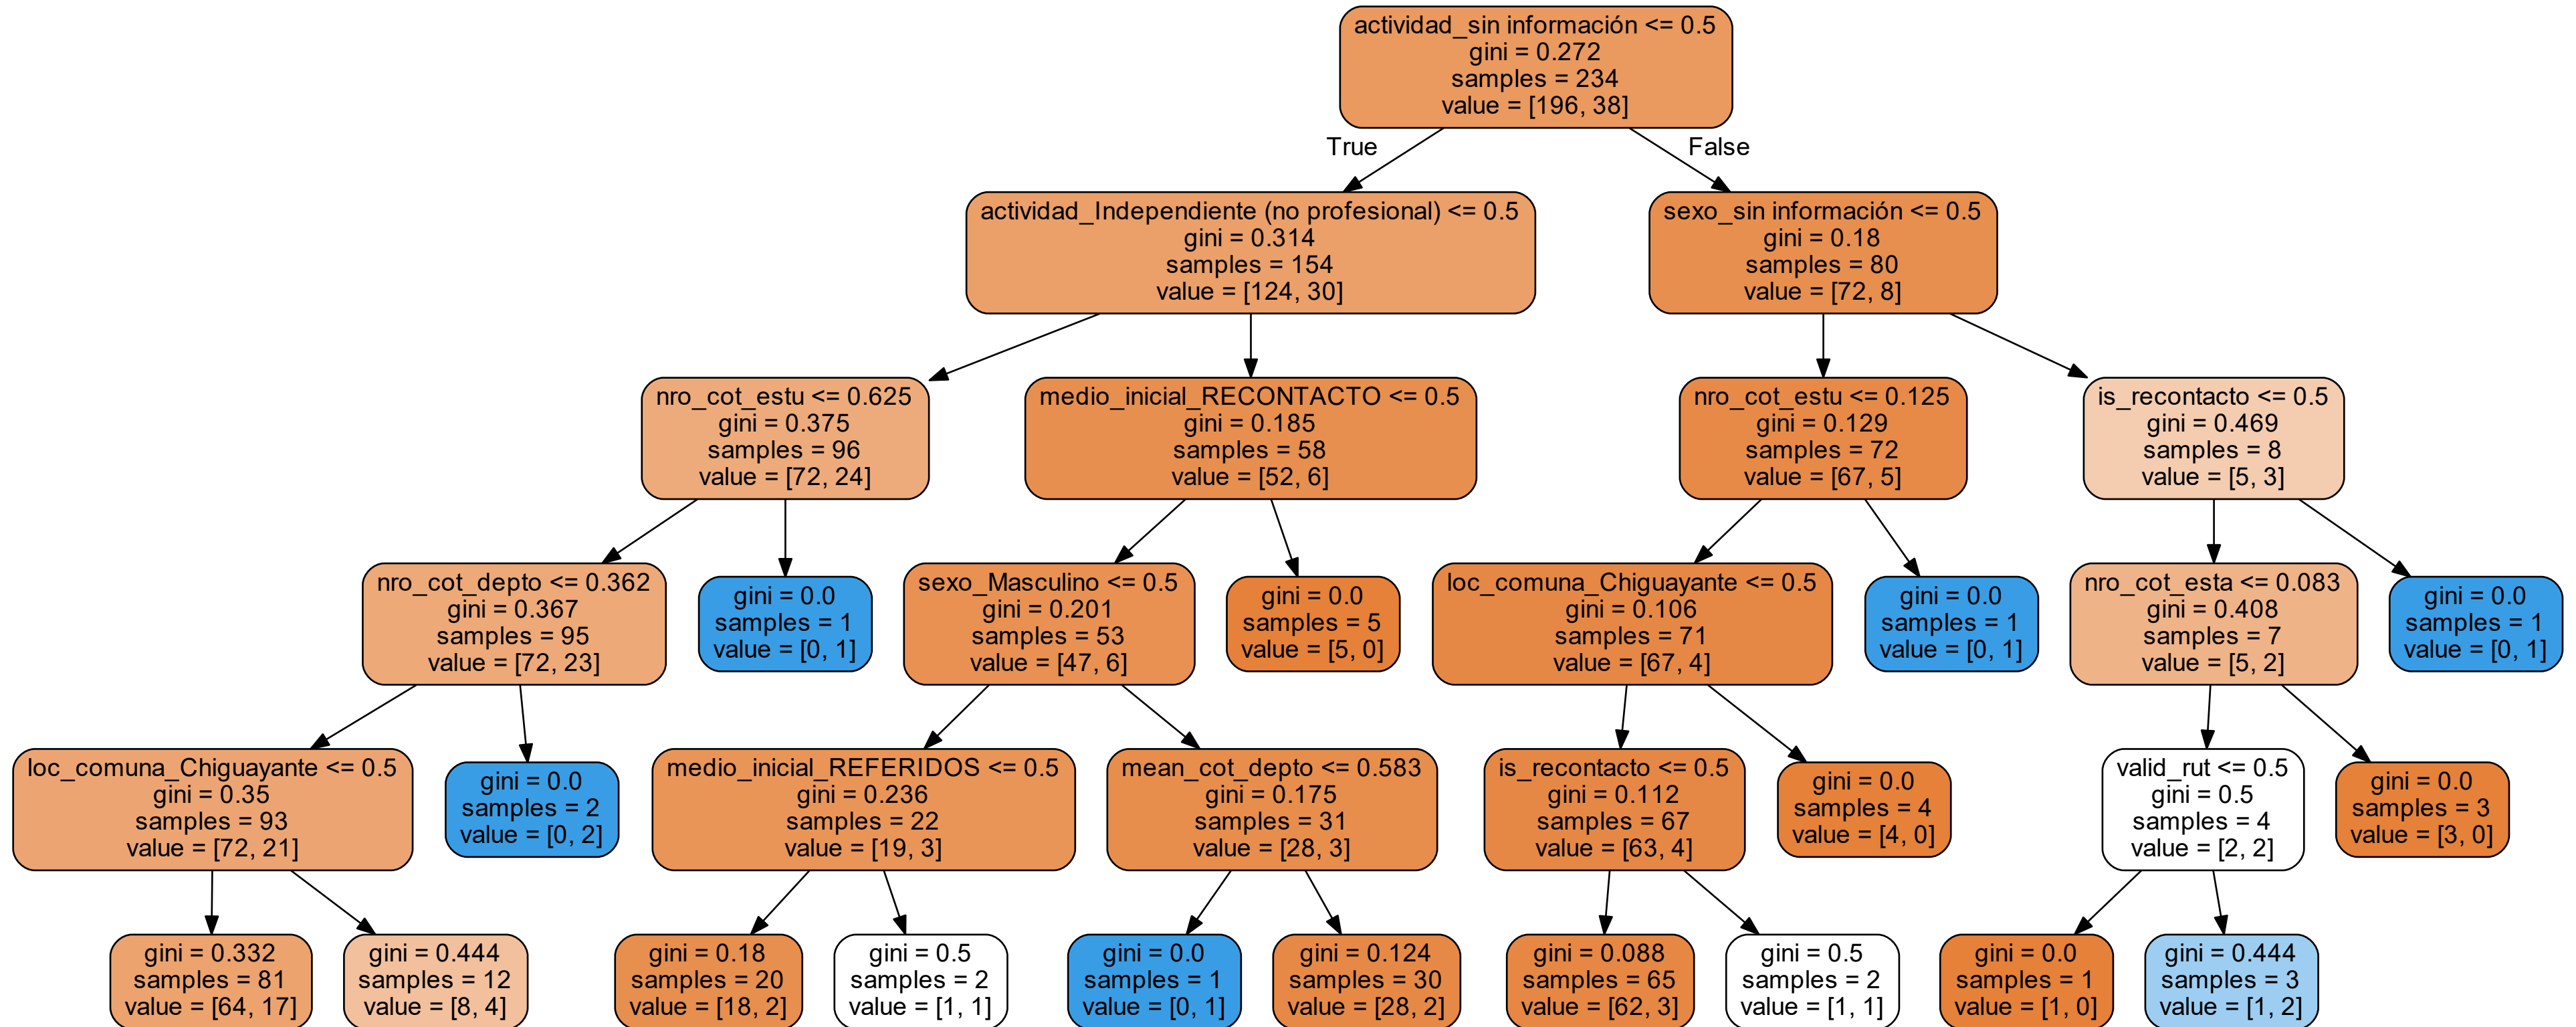 actividad_sin información <= 0.5
gini = 0.272
samples = 234
value = [196, 38]
True
False
actividad_Independiente (no profesional) <= 0.5
gini = 0.314
samples = 154
value = [124, 30]
sexo_sin información <= 0.5
gini = 0.18
samples = 80
value = [72, 8]
nro_cot_estu <= 0.625
gini = 0.375
samples = 96
value = [72, 24]
medio_inicial_RECONTACTO <= 0.5
gini = 0.185
samples = 58
value = [52, 6]
nro_cot_estu <= 0.125
gini = 0.129
samples = 72
value = [67, 5]
is_recontacto <= 0.5
gini = 0.469
samples = 8
value = [5, 3]
nro_cot_depto <= 0.362
gini = 0.367
samples = 95
value = [72, 23]
gini = 0.0
samples = 1
value = [0, 1]
sexo_Masculino <= 0.5
gini = 0.201
samples = 53
value = [47, 6]
gini = 0.0
samples = 5
value = [5, 0]
loc_comuna_Chiguayante <= 0.5
gini = 0.106
samples = 71
value = [67, 4]
gini = 0.0
samples = 1
value = [0, 1]
nro_cot_esta <= 0.083
gini = 0.408
samples = 7
value = [5, 2]
gini = 0.0
samples = 1
value = [0, 1]
loc_comuna_Chiguayante <= 0.5
gini = 0.35
samples = 93
value = [72, 21]
gini = 0.0
samples = 2
value = [0, 2]
medio_inicial_REFERIDOS <= 0.5
gini = 0.236
samples = 22
value = [19, 3]
mean_cot_depto <= 0.583
gini = 0.175
samples = 31
value = [28, 3]
is_recontacto <= 0.5
gini = 0.112
samples = 67
value = [63, 4]
gini = 0.0
samples = 4
value = [4, 0]
valid_rut <= 0.5
gini = 0.5
samples = 4
value = [2, 2]
gini = 0.0
samples = 3
value = [3, 0]
gini = 0.332
samples = 81
value = [64, 17]
gini = 0.444
samples = 12
value = [8, 4]
gini = 0.18
samples = 20
value = [18, 2]
gini = 0.5
samples = 2
value = [1, 1]
gini = 0.0
samples = 1
value = [0, 1]
gini = 0.124
samples = 30
value = [28, 2]
gini = 0.088
samples = 65
value = [62, 3]
gini = 0.5
samples = 2
value = [1, 1]
gini = 0.0
samples = 1
value = [1, 0]
gini = 0.444
samples = 3
value = [1, 2]